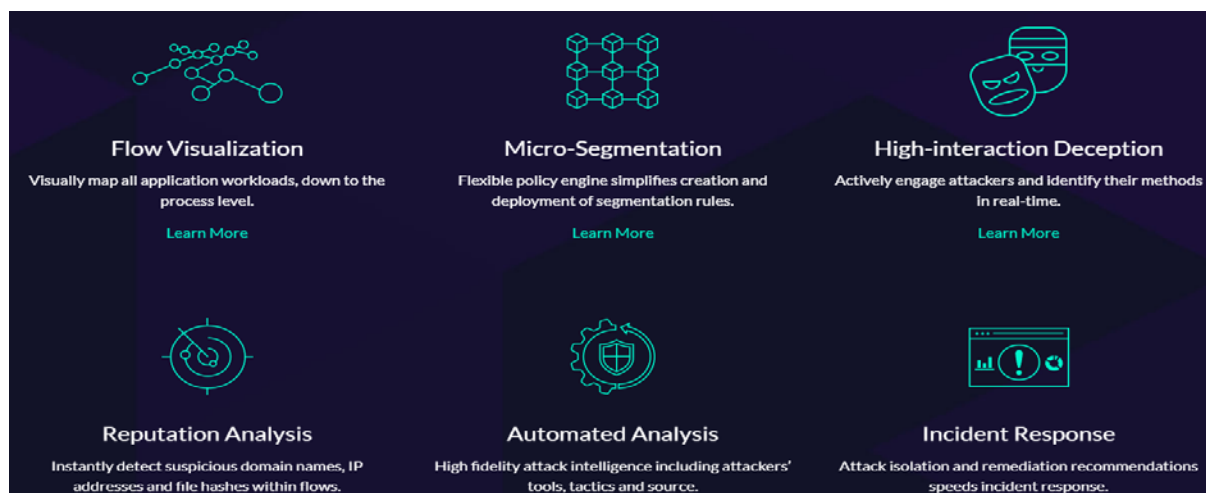 Flow Visualization
Visually map all application workloads, down to the
process level.
Learn More
Micro-Segmentation
Flexible policy engine simplifies creation and
deployment of segmentation rules.
Learn More
High-interaction Deception
Actively engage attackers and identify their methods
in real-time.
Learn More
Reputation Analysis
Instantly detect suspicious domain names, IP
addresses and file hashes within flows.
Automated Analysis
High fidelity attack intelligence including attackers’
tools, tactics and source.
Incident Response
Attack isolation and remediation recommendations
speeds incident response.